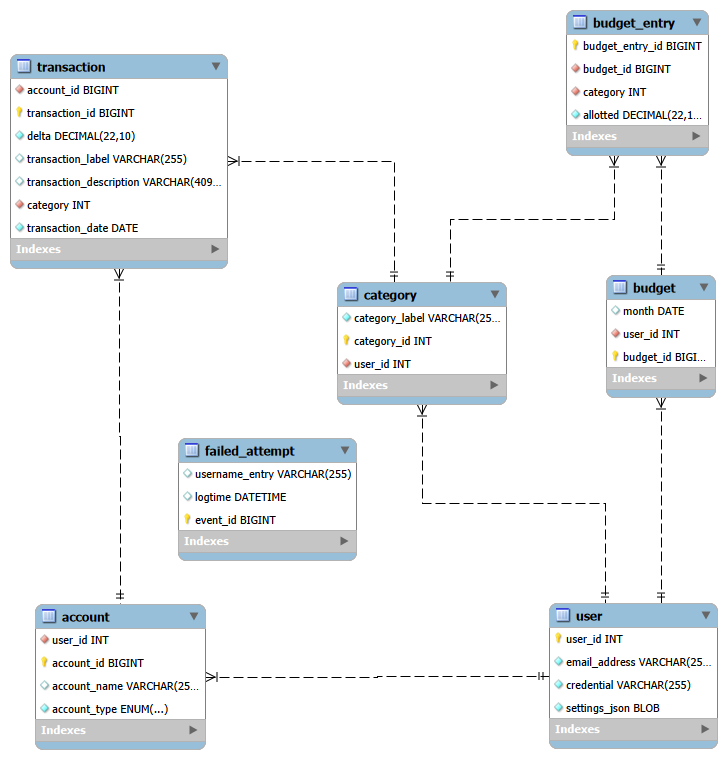 budget_entry
budget_entry_id BIGINT
budget_id BIGINT
category INT
allotted DECIMAL(22,1...
Indexes
transaction
account_id BIGINT
transaction_id BIGINT
delta DECIMAL(22,10)
transaction_label VARCHAR(255)
transaction_description VARCHAR(409...
category INT
transaction_date DATE
Indexes
category
category_label VARCHAR(25...
category_id INT
user_id INT
Indexes
budget
month DATE
user_id INT
budget_id BIGI...
Indexes
failed_attempt
username_entry VARCHAR(255)
logtime DATETIME
event_id BIGINT
Indexes
account
user_id INT
account_id BIGINT
account_name VARCHAR(25...
account_type ENUM(...)
Indexes
user
user_id INT
email_address VARCHAR(25...
credential VARCHAR(255)
settings_json BLOB
Indexes